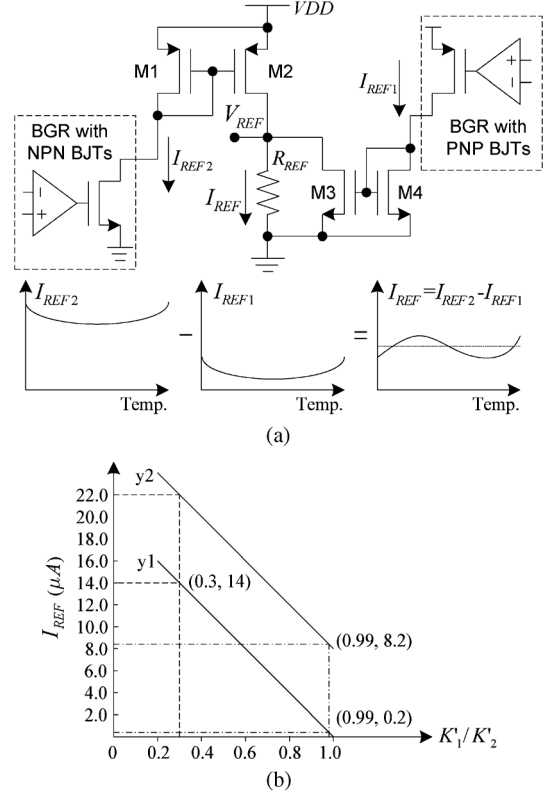 VDD
M1
M2
I_REF1
V_REF
BGR with
NPN BJTs
BGR with
PNP BJTs
I_REF2
R_REF
I_REF
M3
M4
I_REF2
Temp.
−
I_REF1
Temp.
=
I_REF=I_REF2-I_REF1
Temp.
(a)
y2
22.0
20.0
18.0
16.0
y1
14.0
(0.3, 14)
12.0
10.0
8.0
(0.99, 8.2)
6.0
4.0
2.0
(0.99, 0.2)
I_REF (μA)
0
0.2
0.4
0.6
0.8
1.0
K'₁/K'₂
(b)